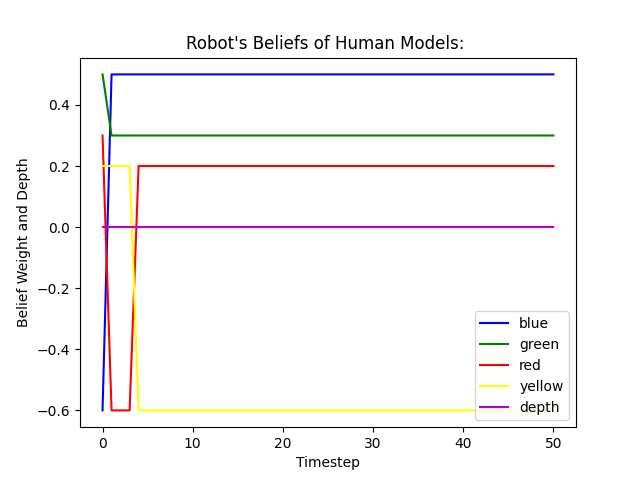 Robot's Beliefs of Human Models:
Belief Weight and Depth
0.4
0.2
0.0
−0.2
−0.4
−0.6
0 10 20 30 40 50
Timestep
blue
green
red
yellow
depth